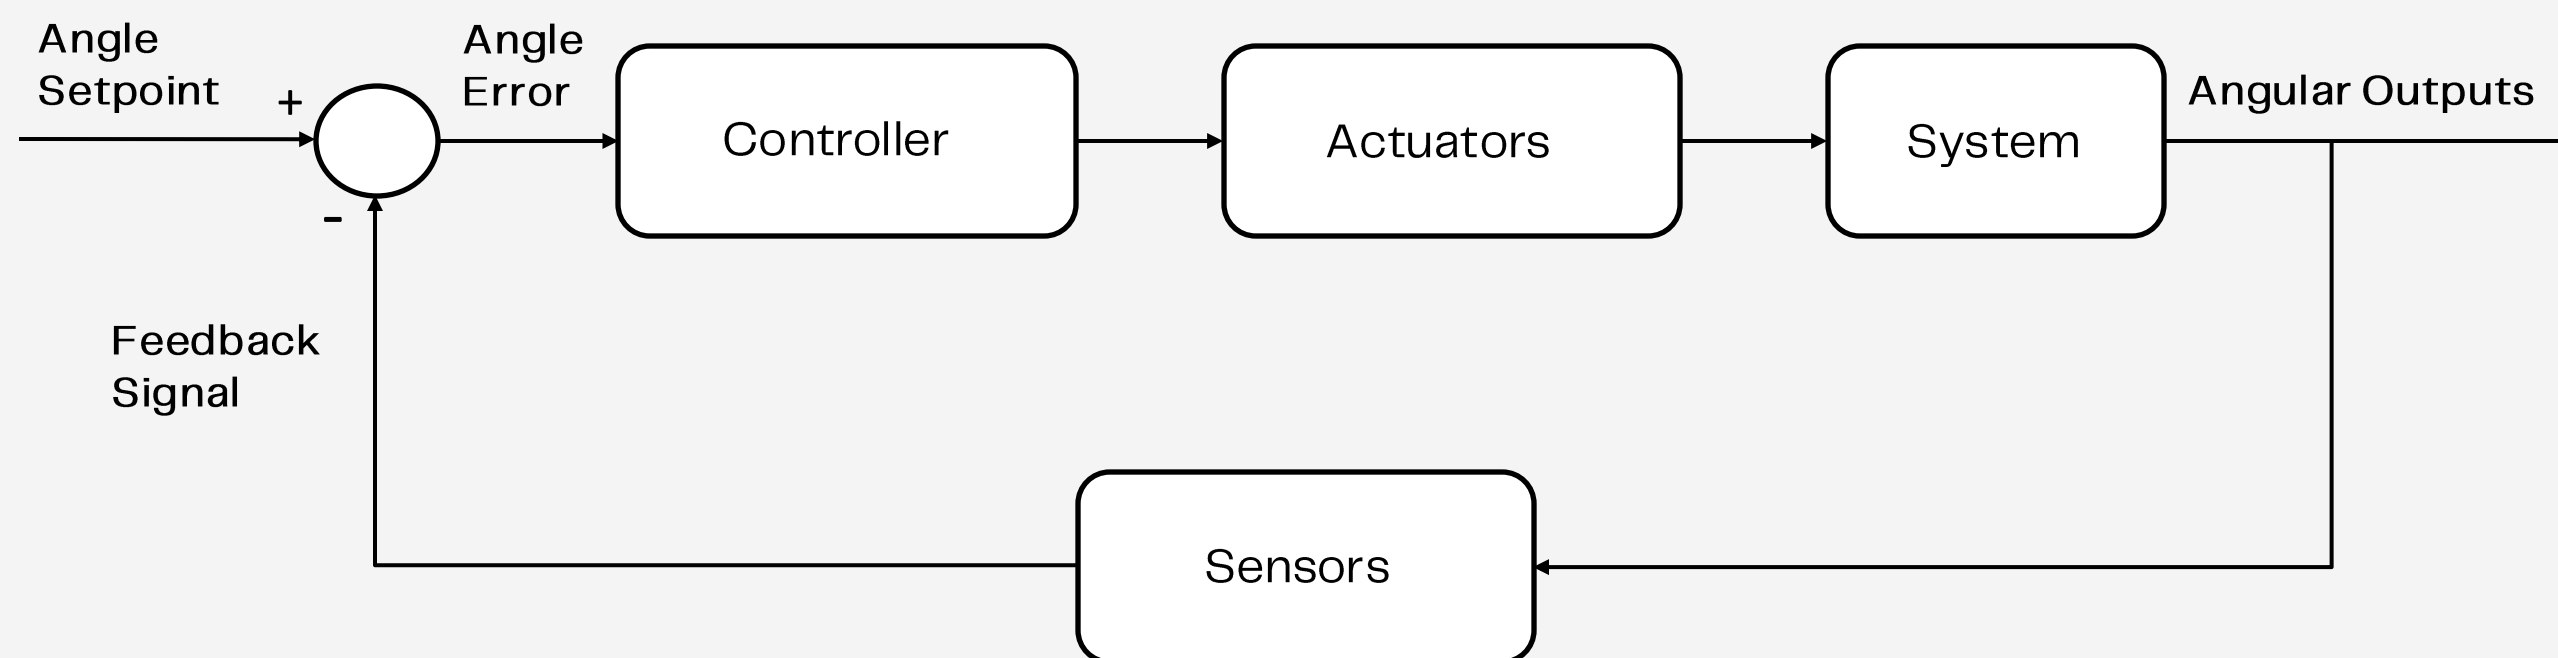 Angle
Setpoint
+
-
Angle
Error
Controller
Actuators
System
Angular Outputs
Feedback
Signal
Sensors